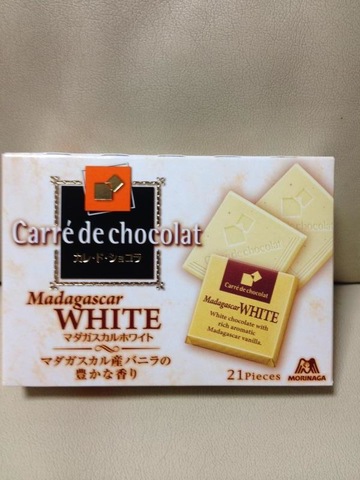 Carré de chocolat
カレ・ド・ショコラ
Madagascar
WHITE
マダガスカルホワイト
マダガスカル産バニラの
豊かな香り
Carré de chocolat
Madagascar WHITE
White chocolate with
rich aromatic
Madagascar vanilla.
21 Pieces
MORINAGA